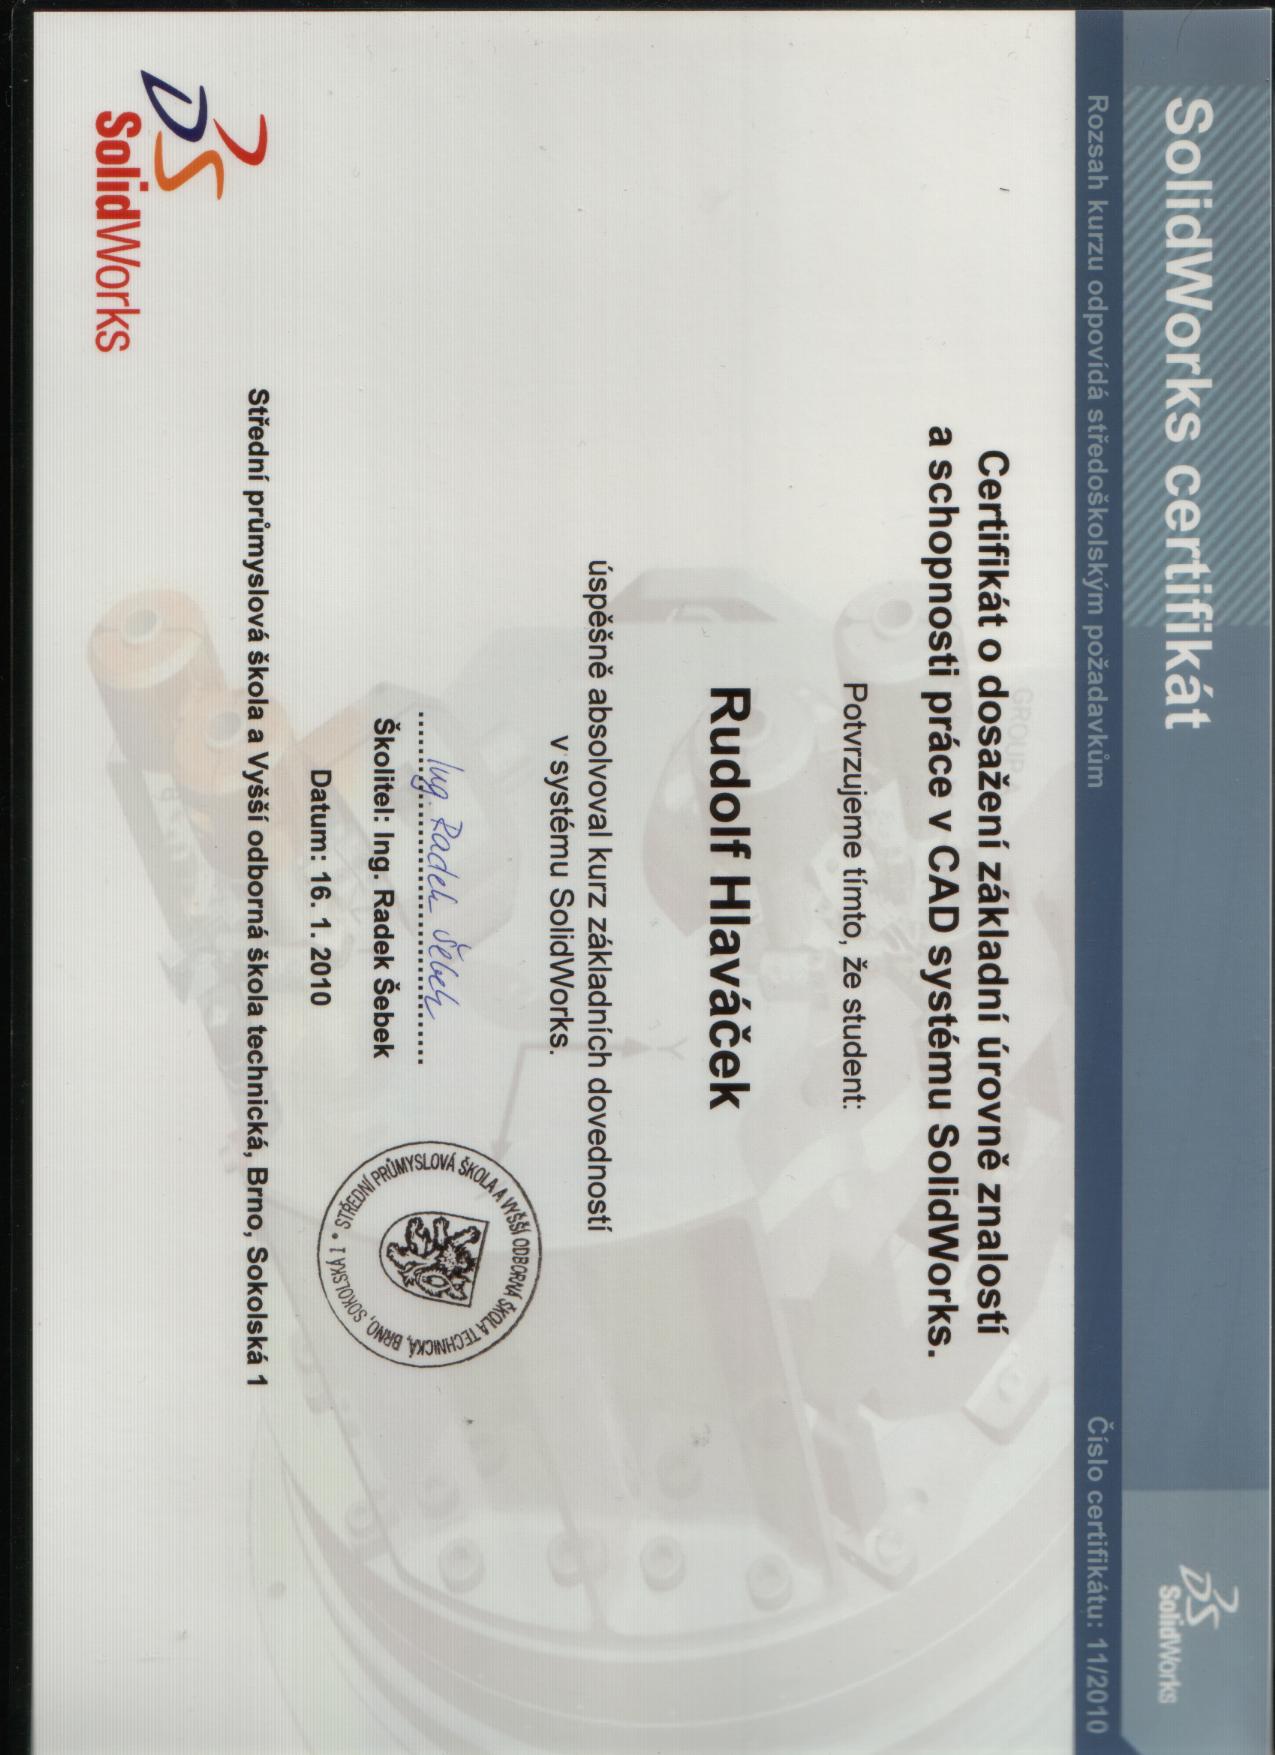 SolidWorks certifikát
SolidWorks
Rozsah kurzu odpovídá středoškolským požadavkům
Číslo certifikátu: 11/2010
GROUP A
Certifikát o dosažení základní úrovně znalostí
a schopnosti práce v CAD systému SolidWorks.
Potvrzujeme tímto, že student:
Rudolf Hlaváček
Y
úspěšně absolvoval kurz základních dovedností
v systému SolidWorks.
Ing. Radek Šebek
STŘEDNÍ PRŮMYSLOVÁ ŠKOLA A VYŠŠÍ ODBORNÁ ŠKOLA TECHNICKÁ, BRNO, SOKOLSKÁ 1 *
Školitel: Ing. Radek Šebek
Datum: 16. 1. 2010
Střední průmyslová škola a Vyšší odborná škola technická, Brno, Sokolská 1
SolidWorks